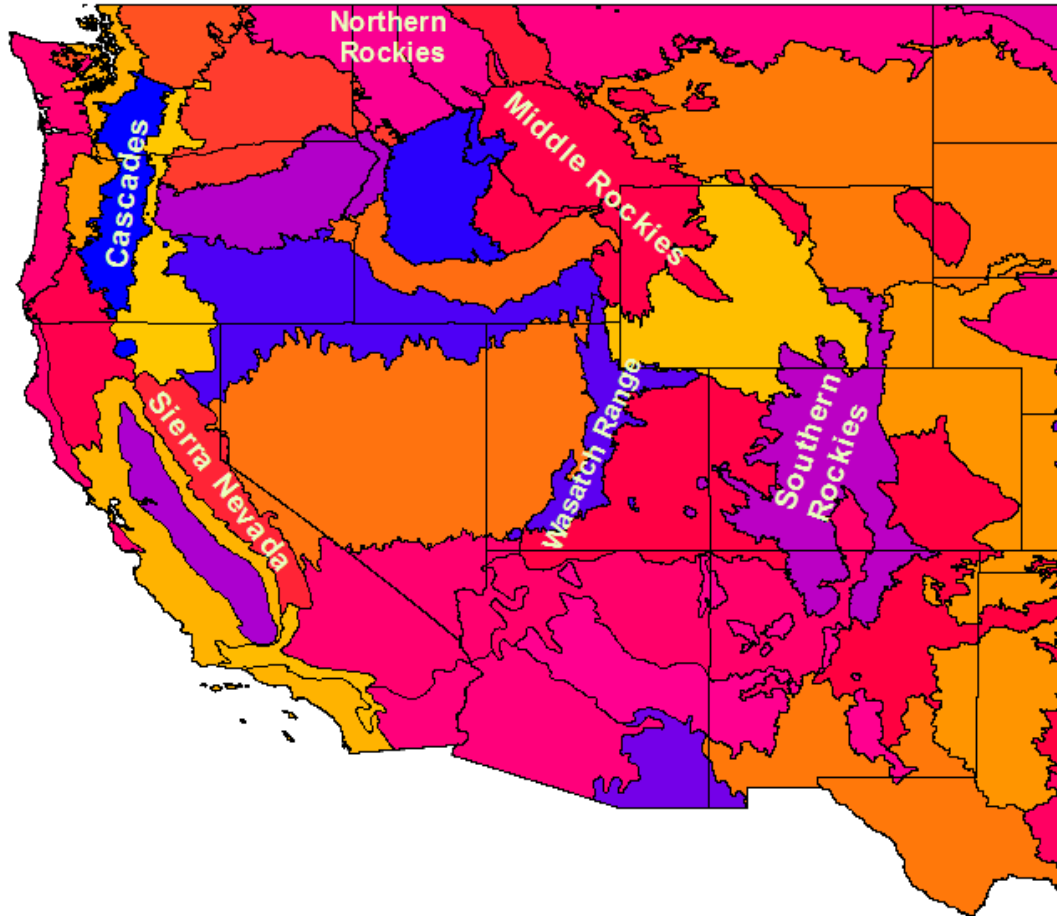 Northern
Rockies
Middle Rockies
Cascades
Wasatch Range
Southern
Rockies
Sierra Nevada